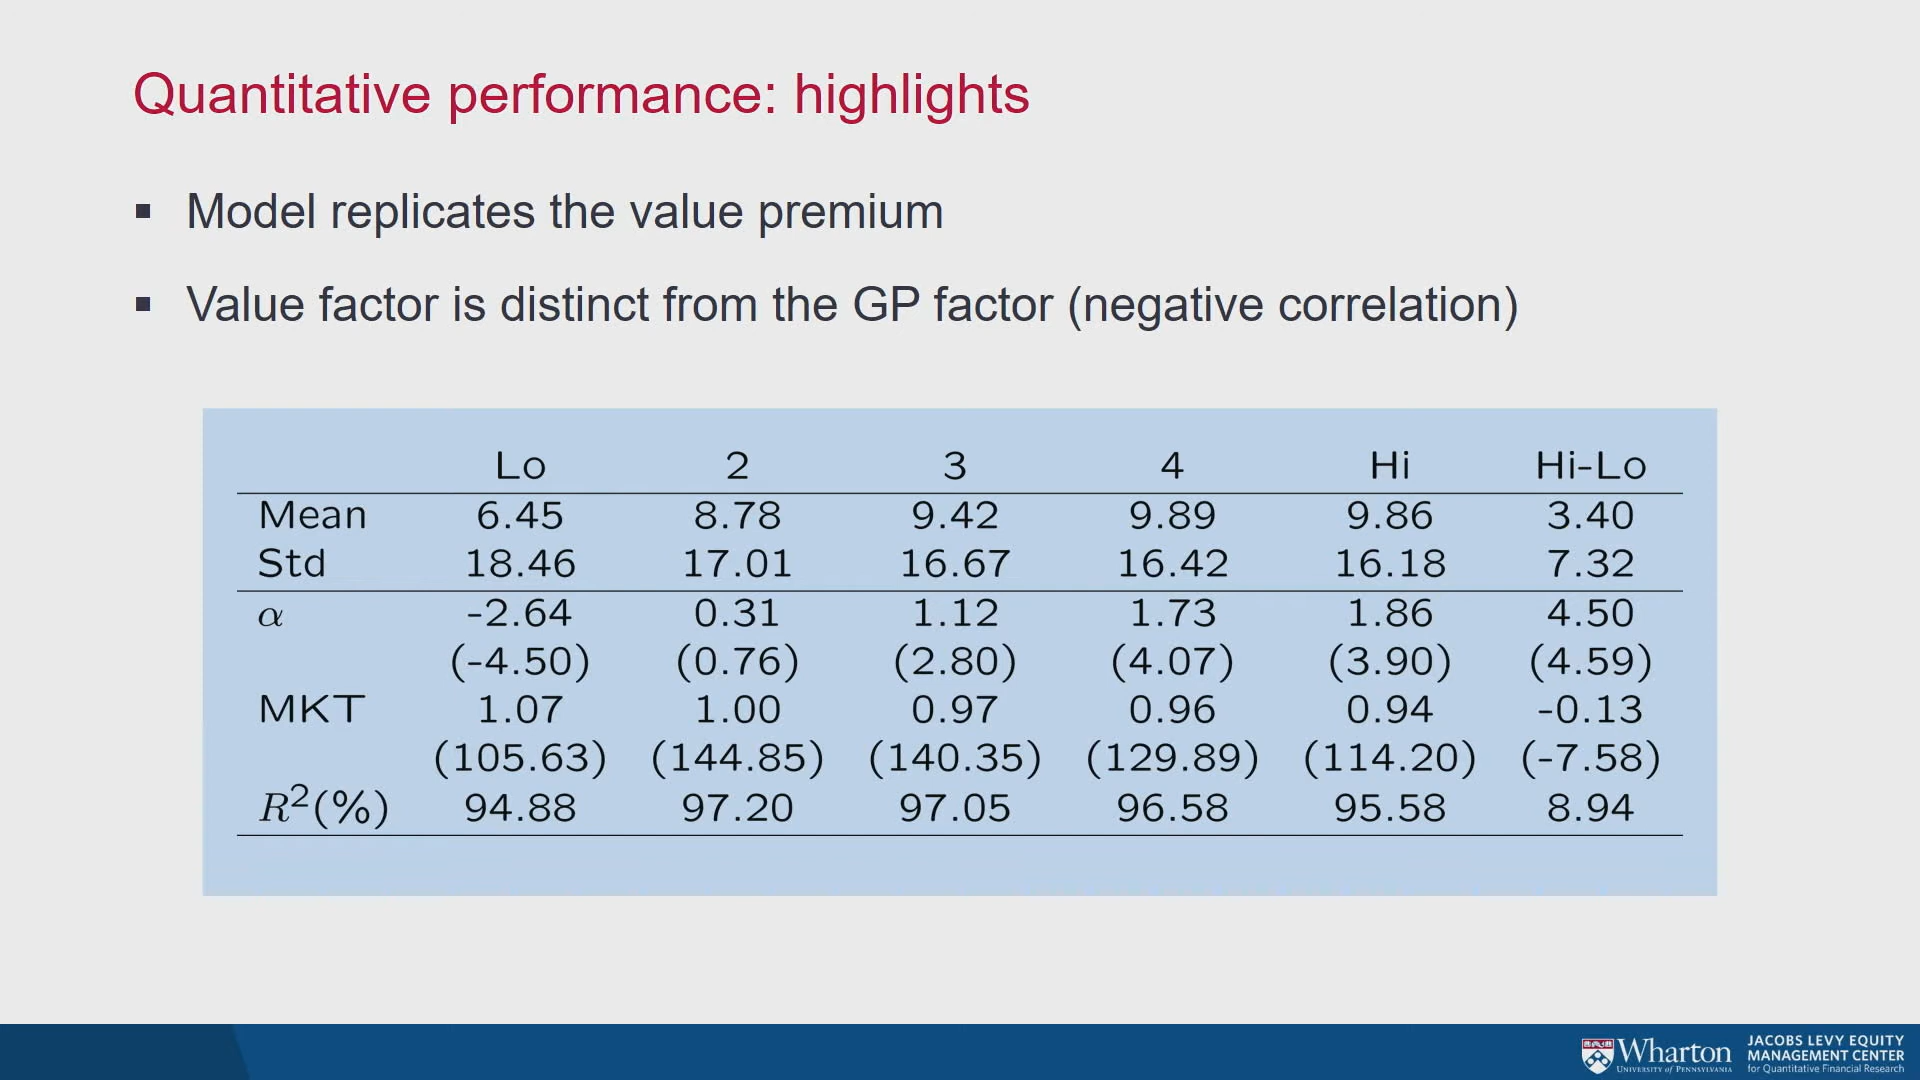 Quantitative performance: highlights
▪ Model replicates the value premium
▪ Value factor is distinct from the GP factor (negative correlation)
Lo 2 3 4 Hi Hi-Lo
Mean 6.45 8.78 9.42 9.89 9.86 3.40
Std 18.46 17.01 16.67 16.42 16.18 7.32
α -2.64 0.31 1.12 1.73 1.86 4.50
(-4.50) (0.76) (2.80) (4.07) (3.90) (4.59)
MKT 1.07 1.00 0.97 0.96 0.94 -0.13
(105.63) (144.85) (140.35) (129.89) (114.20) (-7.58)
R²(%) 94.88 97.20 97.05 96.58 95.58 8.94
Wharton
UNIVERSITY of PENNSYLVANIA
JACOBS LEVY EQUITY
MANAGEMENT CENTER
for Quantitative Financial Research